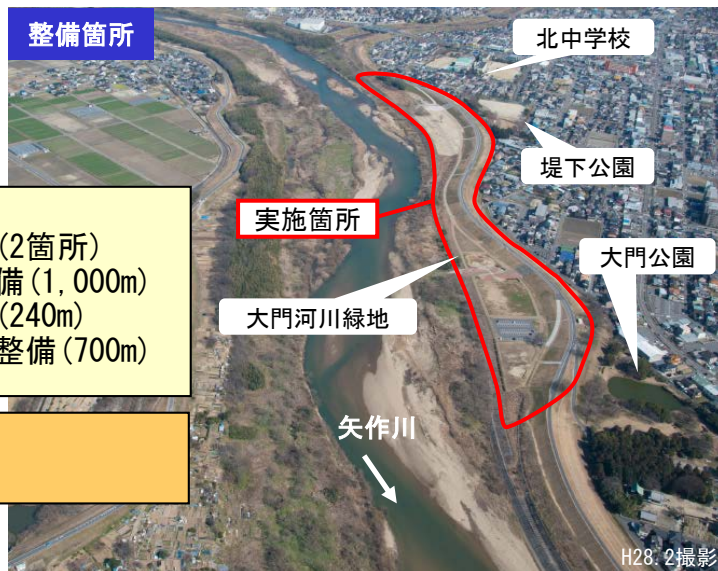 整備箇所
北中学校
堤下公園
(2箇所)
備(1,000m)
(240m)
整備(700m)
実施箇所
大門公園
大門河川緑地
矢作川
H28.2撮影